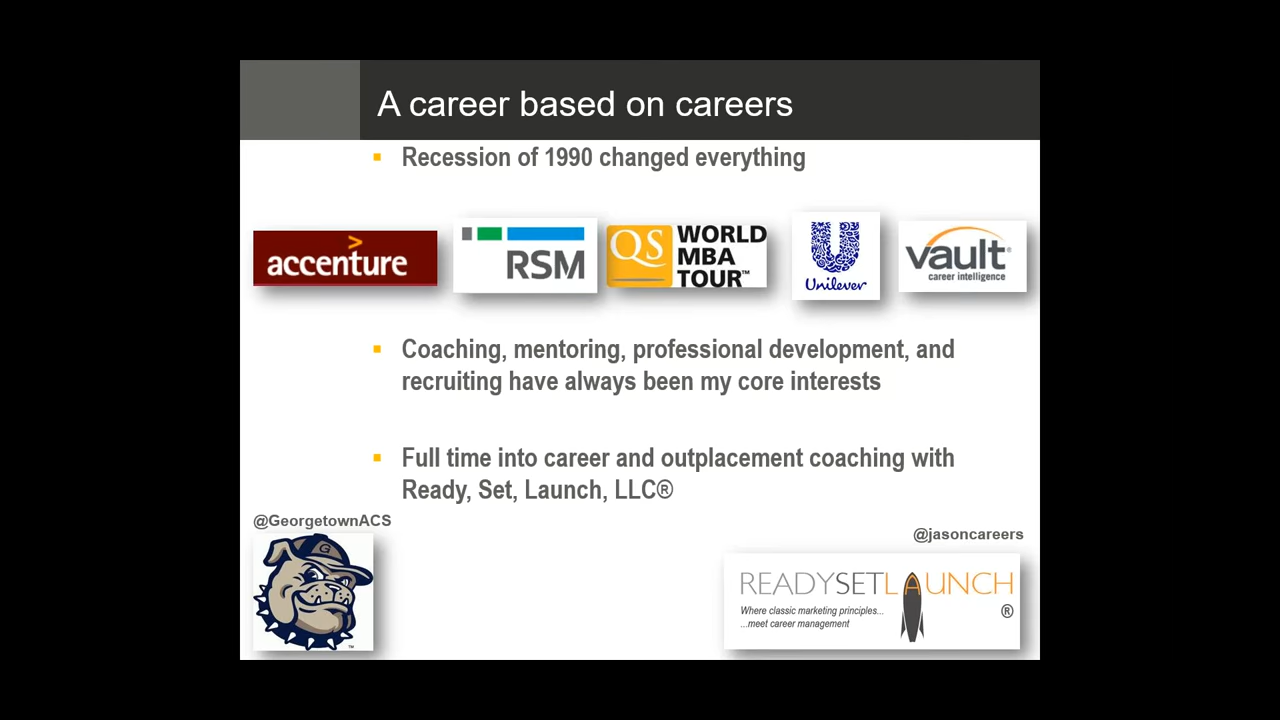 A career based on careers
Recession of 1990 changed everything
accenture
RSM
QS WORLD
MBA
TOUR™
Unilever
vault®
career intelligence
Coaching, mentoring, professional development, and
recruiting have always been my core interests
Full time into career and outplacement coaching with
Ready, Set, Launch, LLC®
@GeorgetownACS
@jasoncareers
G
TM
READYSETLAUNCH
®
Where classic marketing principles...
...meet career management